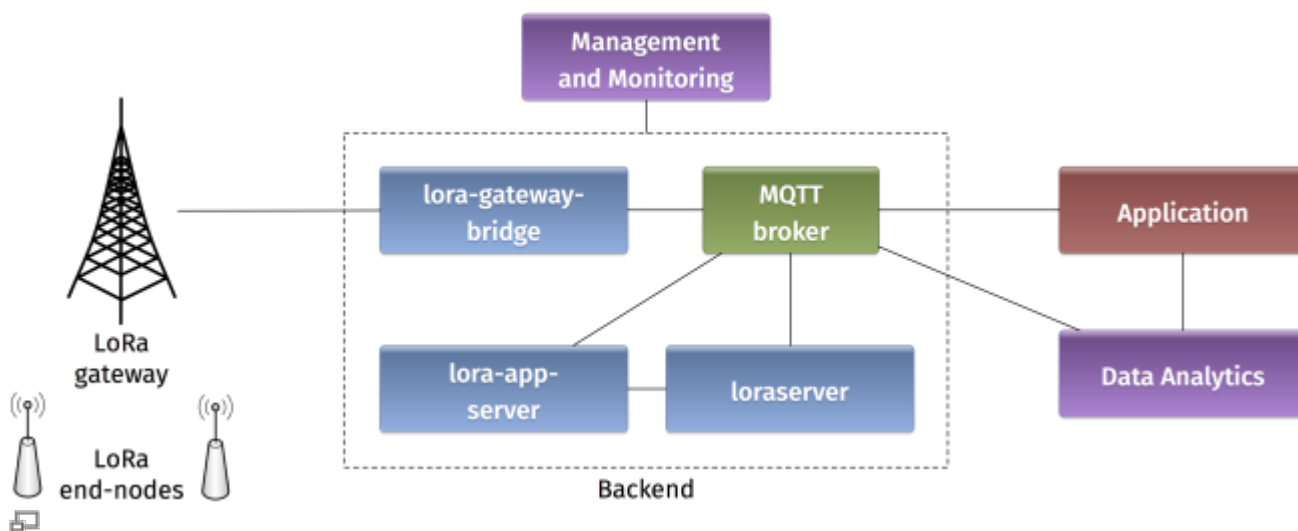 Management
and Monitoring
lora-gateway-
bridge
MQTT
broker
Application
LoRa
gateway
lora-app-
server
loraserver
Data Analytics
LoRa
end-nodes
Backend